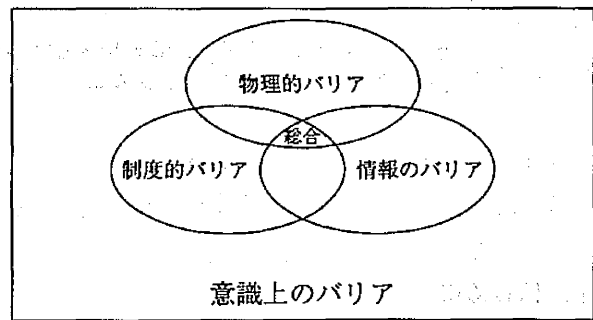 物理的バリア
総合
制度的バリア
情報のバリア
意識上のバリア